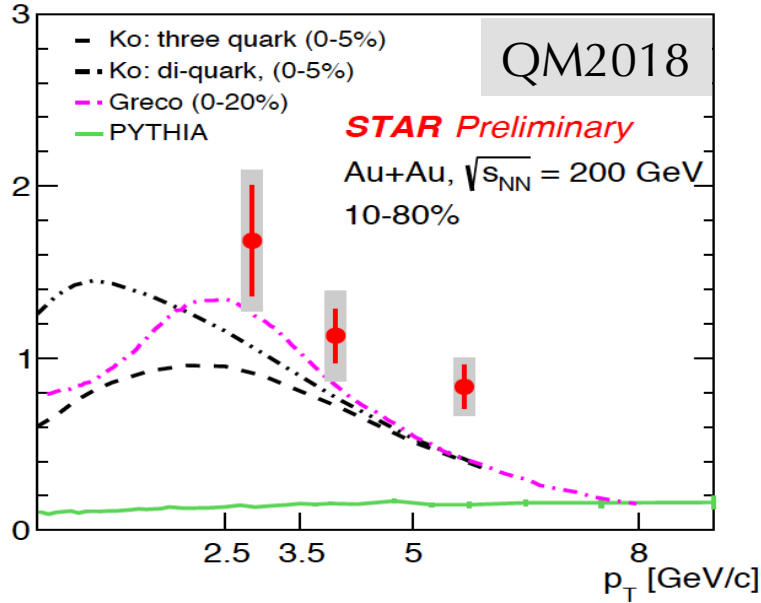 3
Ko: three quark (0-5%)
Ko: di-quark, (0-5%)
Greco (0-20%)
PYTHIA
QM2018
STAR Preliminary
Au+Au, √sNN = 200 GeV
10-80%
2
1
0
2.5 3.5 5 8
pT [GeV/c]